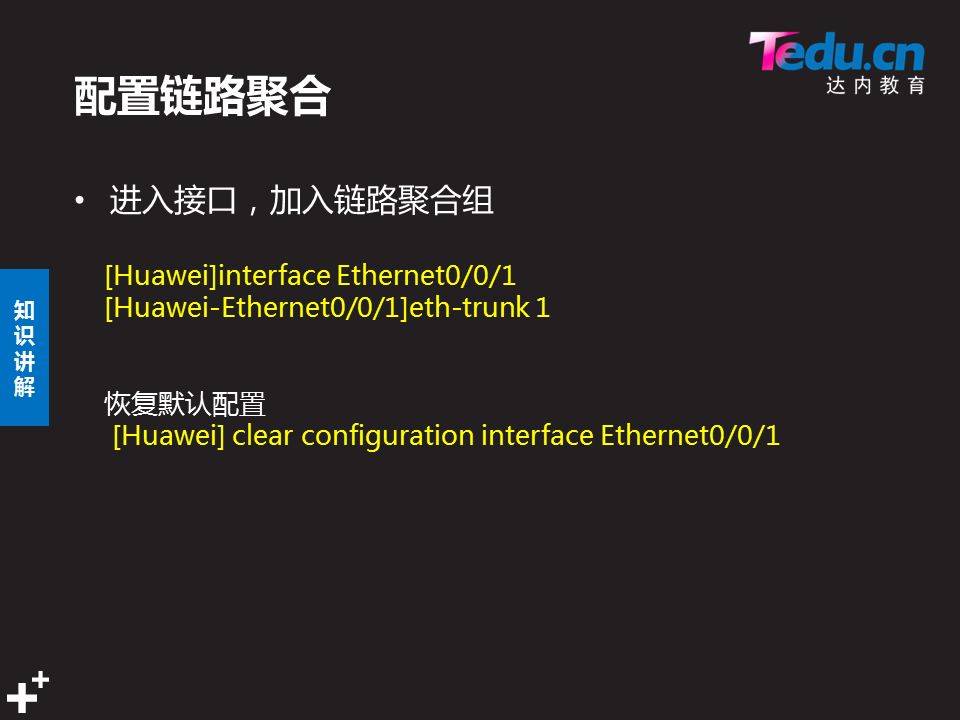 Tedu.cn
达内教育
配置链路聚合
• 进入接口，加入链路聚合组
[Huawei]interface Ethernet0/0/1
[Huawei-Ethernet0/0/1]eth-trunk 1
知识讲解
恢复默认配置
[Huawei] clear configuration interface Ethernet0/0/1